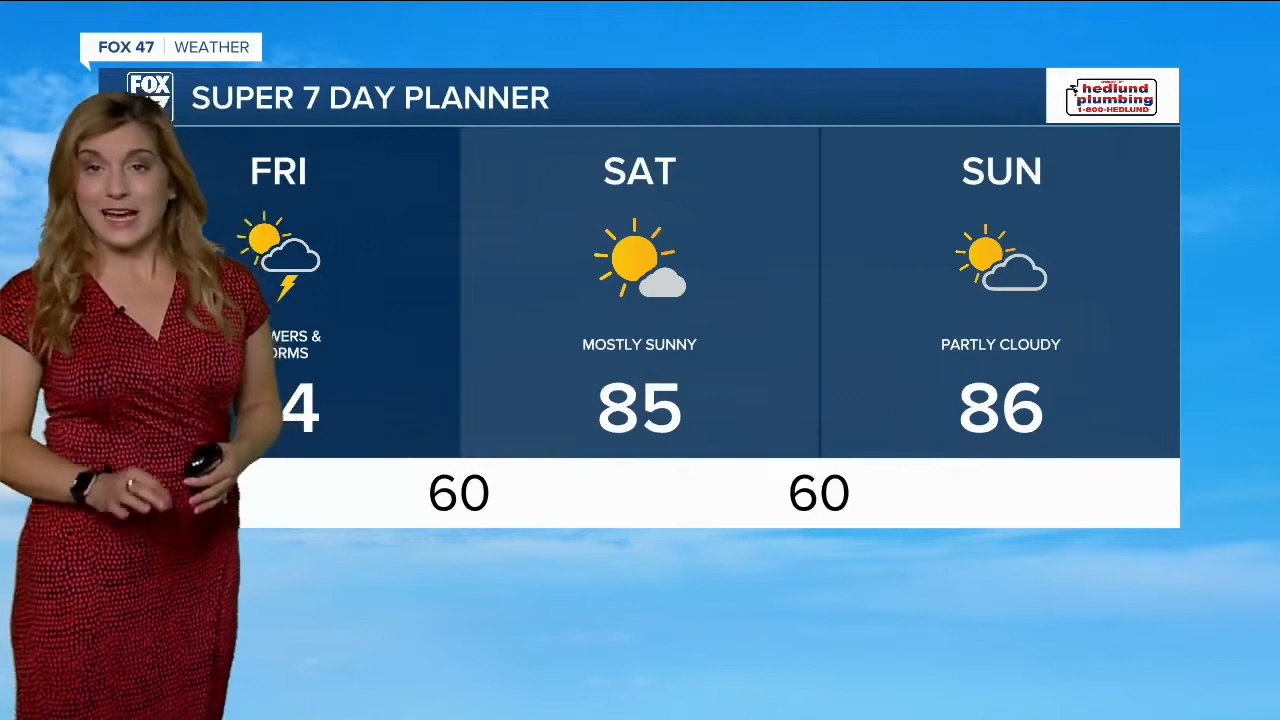 FOX 47 WEATHER
FOX
SUPER 7 DAY PLANNER
hedlund
plumbing
1-800-HEDLUND
FRI SAT SUN
MOSTLY SUNNY
PARTLY CLOUDY
85 86
60 60